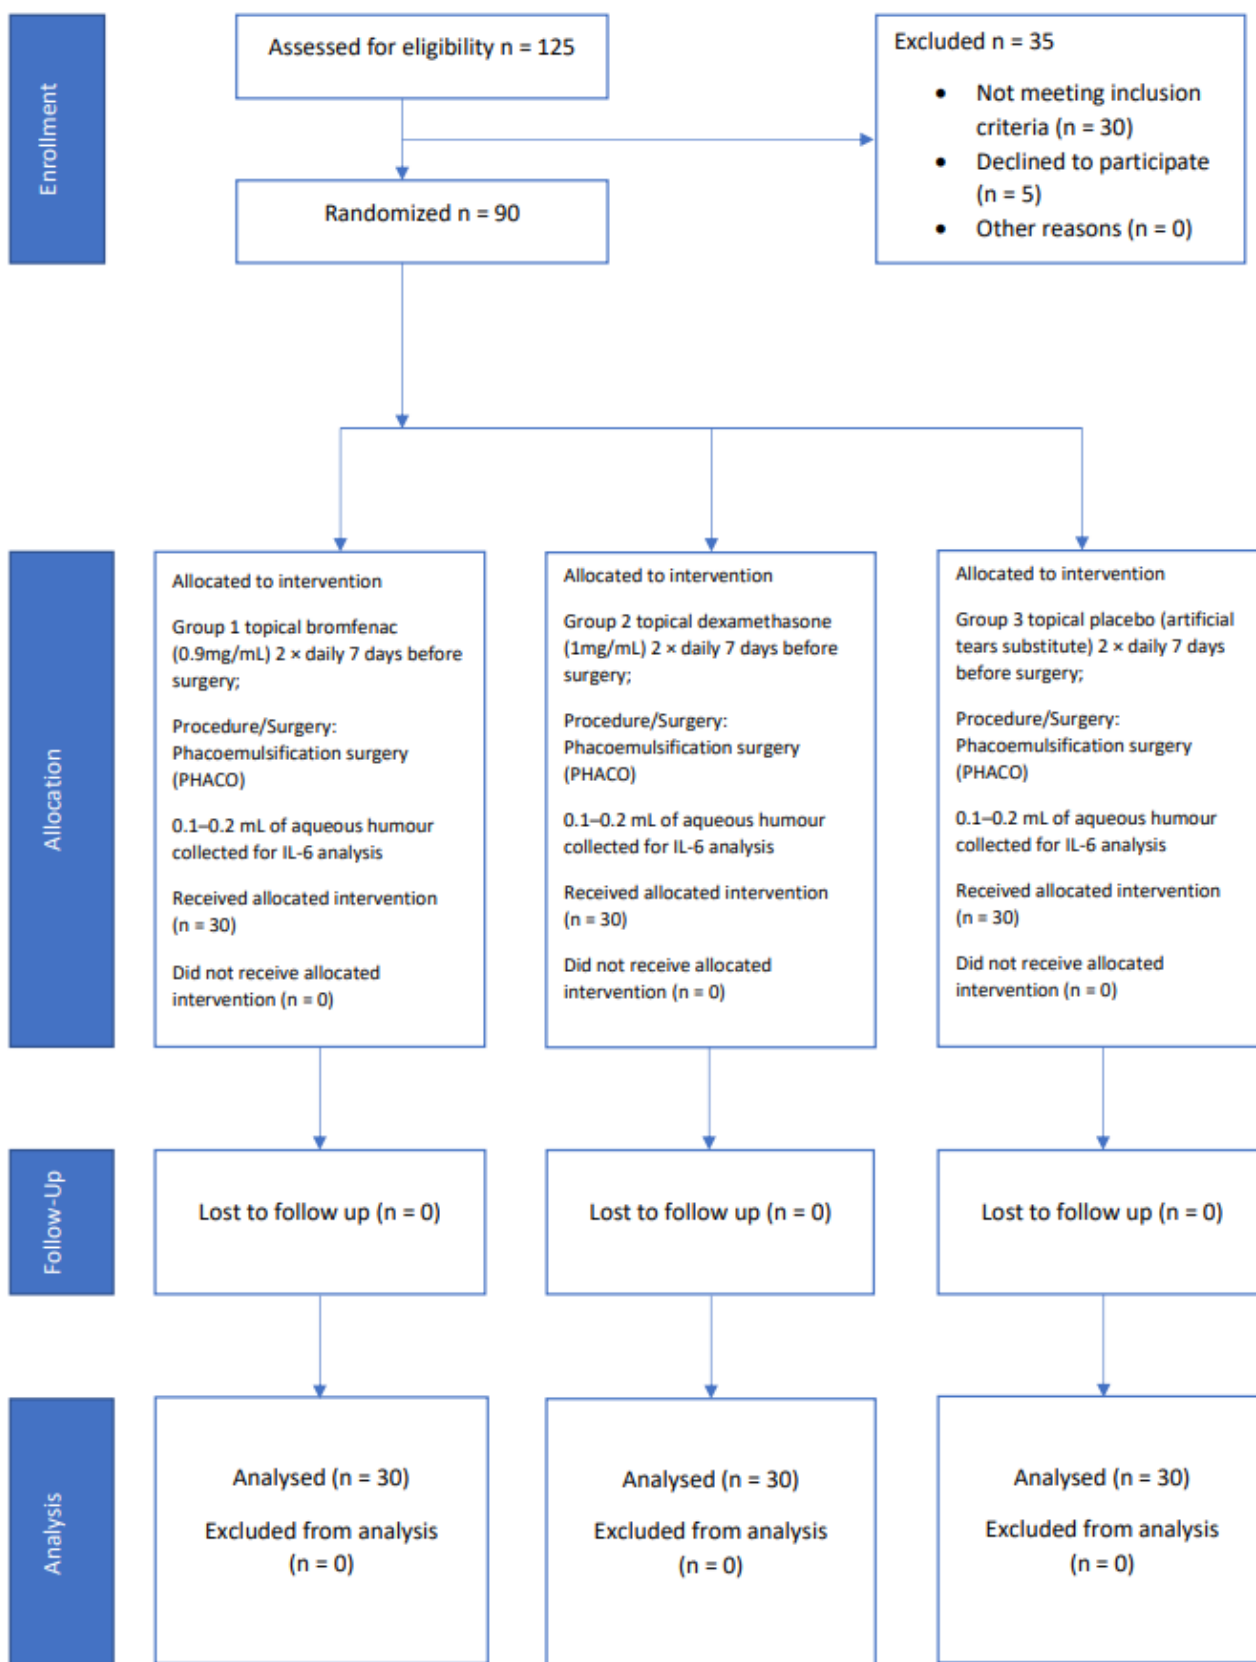 Enrollment
Assessed for eligibility n = 125
Excluded n = 35
• Not meeting inclusion
criteria (n = 30)
• Declined to participate
(n = 5)
• Other reasons (n = 0)
Randomized n = 90
Allocation
Allocated to intervention
Group 1 topical bromfenac
(0.9mg/mL) 2 × daily 7 days before
surgery;
Procedure/Surgery:
Phacoemulsification surgery
(PHACO)
0.1–0.2 mL of aqueous humour
collected for IL-6 analysis
Received allocated intervention
(n = 30)
Did not receive allocated
intervention (n = 0)
Allocated to intervention
Group 2 topical dexamethasone
(1mg/mL) 2 × daily 7 days before
surgery;
Procedure/Surgery:
Phacoemulsification surgery
(PHACO)
0.1–0.2 mL of aqueous humour
collected for IL-6 analysis
Received allocated intervention
(n = 30)
Did not receive allocated
intervention (n = 0)
Allocated to intervention
Group 3 topical placebo (artificial
tears substitute) 2 × daily 7 days
before surgery;
Procedure/Surgery:
Phacoemulsification surgery
(PHACO)
0.1–0.2 mL of aqueous humour
collected for IL-6 analysis
Received allocated intervention
(n = 30)
Did not receive allocated
intervention (n = 0)
Follow-Up
Lost to follow up (n = 0)
Lost to follow up (n = 0)
Lost to follow up (n = 0)
Analysis
Analysed (n = 30)
Excluded from analysis
(n = 0)
Analysed (n = 30)
Excluded from analysis
(n = 0)
Analysed (n = 30)
Excluded from analysis
(n = 0)